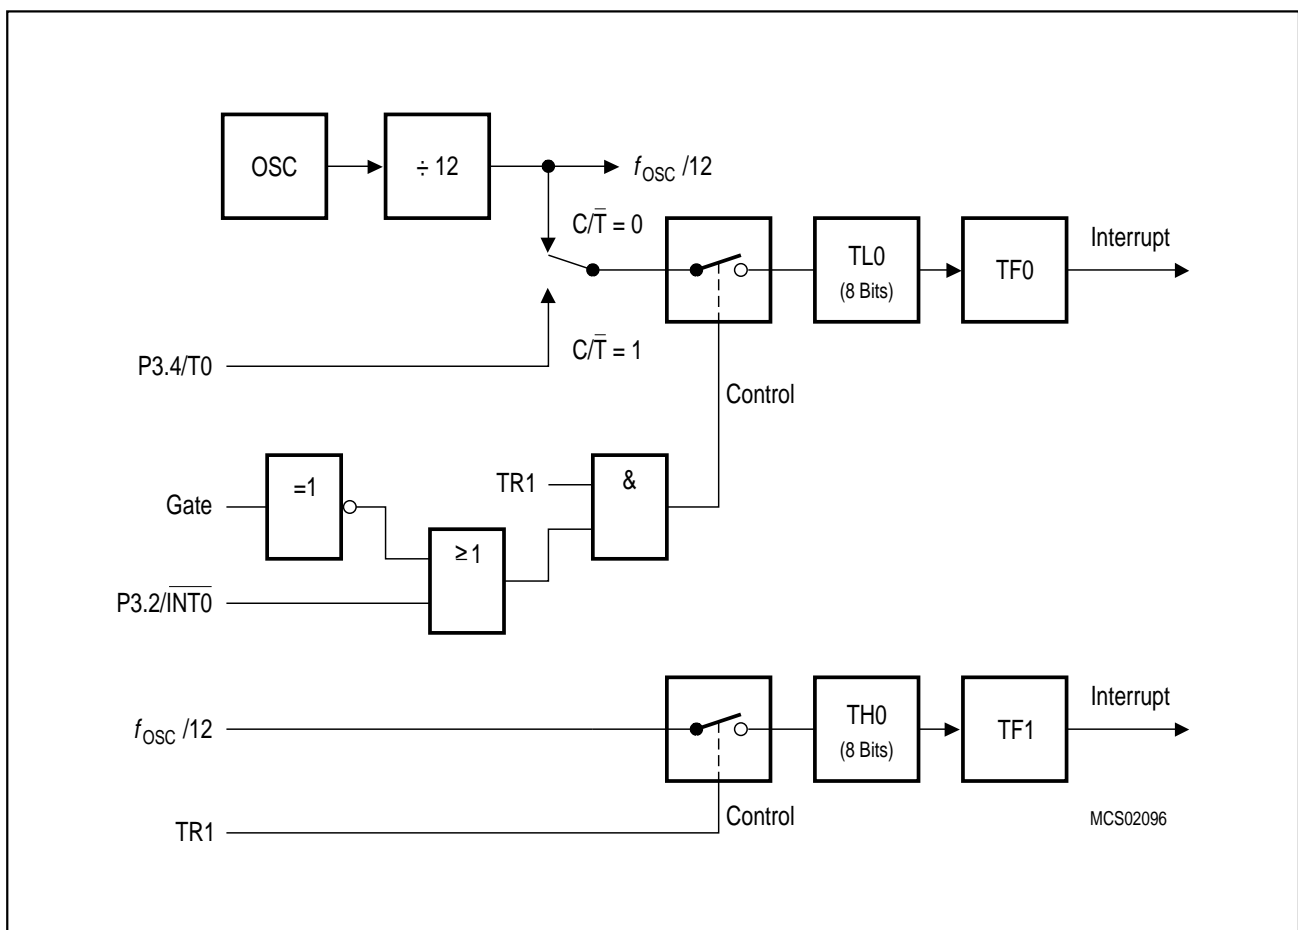 OSC
÷ 12
fOSC /12
C/T̅ = 0
Interrupt
TL0
(8 Bits)
TF0
C/T̅ = 1
P3.4/T0
Control
TR1
&
=1
Gate
≥ 1
P3.2/I̅N̅T̅0̅
Interrupt
fOSC /12
TH0
(8 Bits)
TF1
Control
TR1
MCS02096